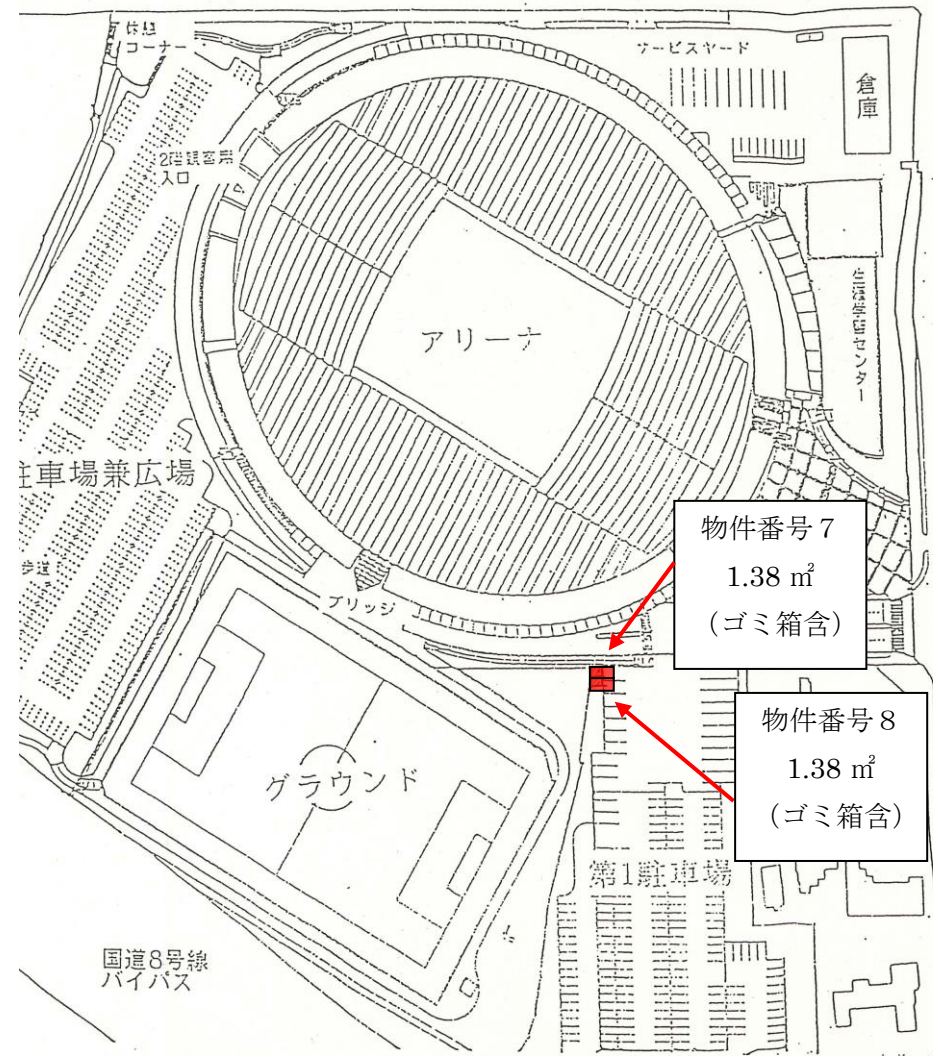 休憩
コーナー
サービスヤード
倉庫
2階観客席
入口
アリーナ
生涯学習センター
駐車場兼広場
歩道
ブリッジ
物件番号７
1.38 ㎡
（ゴミ箱含）
物件番号８
1.38 ㎡
（ゴミ箱含）
グラウンド
第1駐車場
国道8号線
バイパス